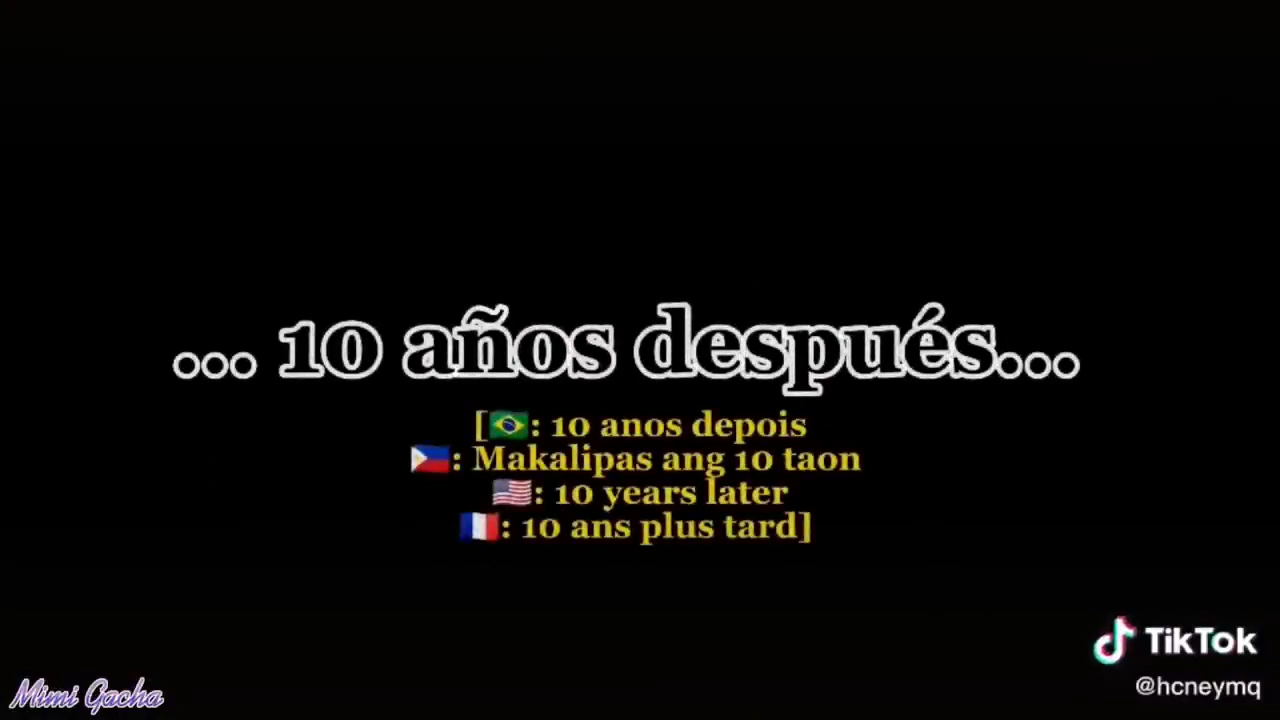 ... 10 años después...
[🇧🇷: 10 anos depois
🇵🇭: Makalipas ang 10 taon
🇺🇸: 10 years later
🇫🇷: 10 ans plus tard]
TikTok
@hcneymq
Mimi Gacha